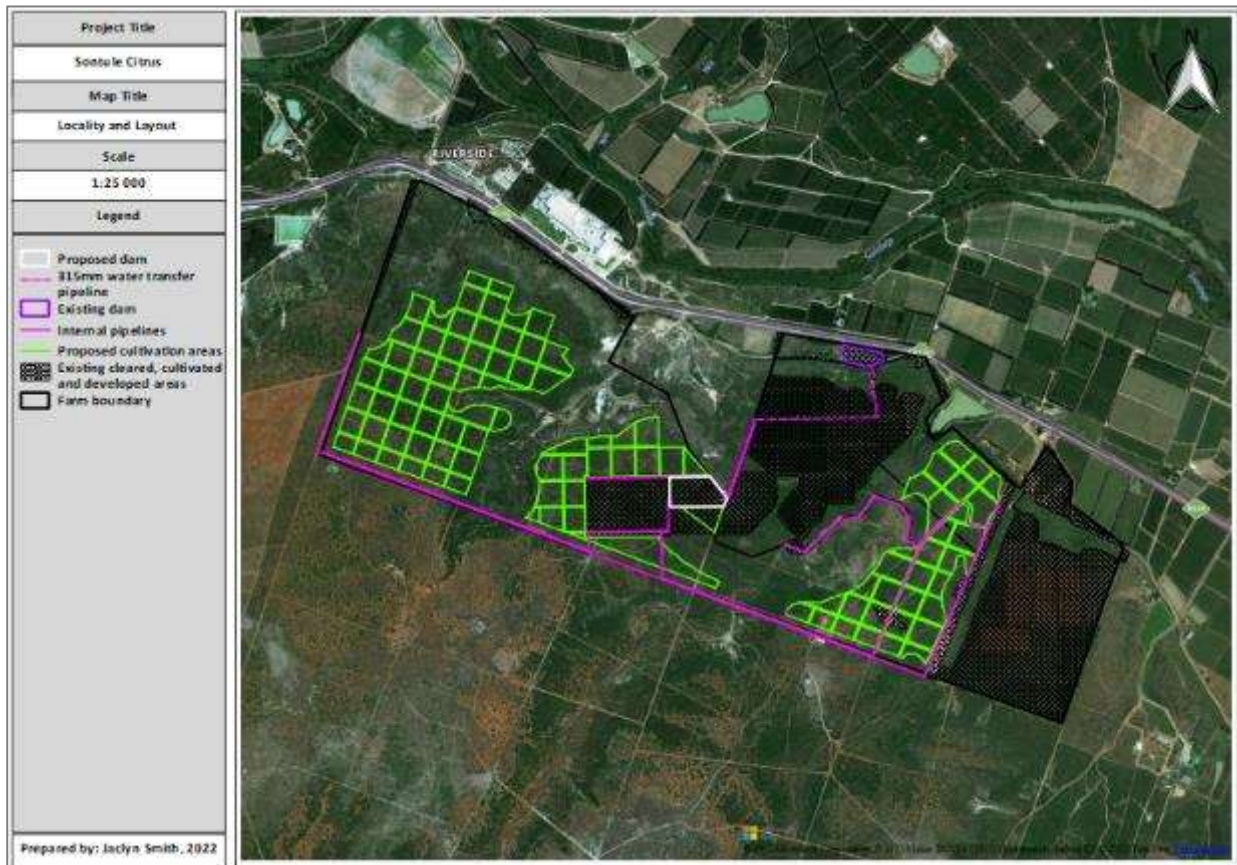 Project Title
Sontule Citrus
Map Title
Locality and Layout
Scale
1:25 000
Legend
Proposed dam
315mm water transfer
pipeline
Existing dam
Internal pipelines
Proposed cultivation areas
Existing cleared, cultivated
and developed areas
Farm boundary
Prepared by: Jaclyn Smith, 2022
N
RIVERSIDE